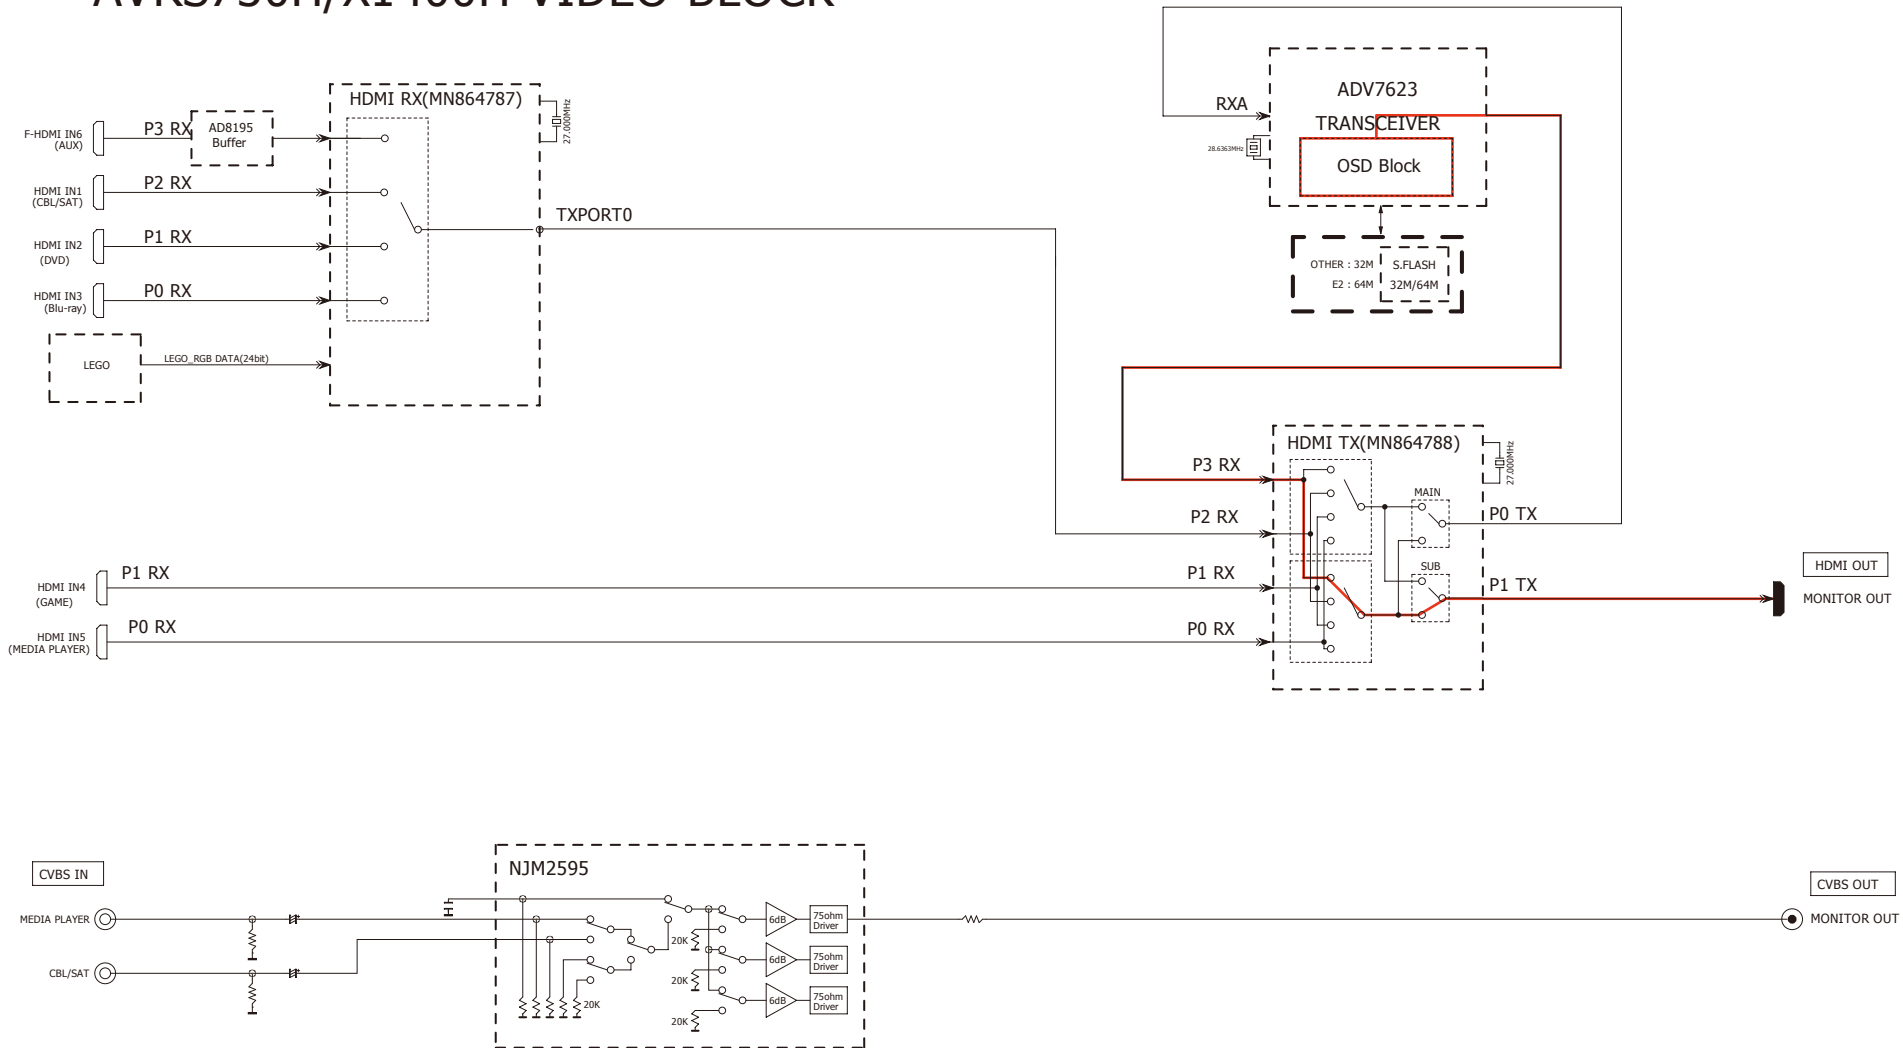 AVRS730H/X1400H VIDEO BLOCK
HDMI RX(MN864787)
27.000MHz
F-HDMI IN6
(AUX)
P3 RX
AD8195
Buffer
HDMI IN1
(CBL/SAT)
P2 RX
HDMI IN2
(DVD)
P1 RX
HDMI IN3
(Blu-ray)
P0 RX
LEGO
LEGO_RGB DATA(24bit)
TXPORT0
RXA
28.6363MHz
ADV7623
TRANSCEIVER
OSD Block
OTHER : 32M
E2 : 64M
S.FLASH
32M/64M
HDMI TX(MN864788)
27.000MHz
P3 RX
P2 RX
P1 RX
P0 RX
MAIN
SUB
P0 TX
P1 TX
HDMI OUT
MONITOR OUT
HDMI IN4
(GAME)
P1 RX
HDMI IN5
(MEDIA PLAYER)
P0 RX
CVBS IN
MEDIA PLAYER
CBL/SAT
NJM2595
20K
20K
20K
20K
6dB
75ohm
Driver
6dB
75ohm
Driver
6dB
75ohm
Driver
CVBS OUT
MONITOR OUT